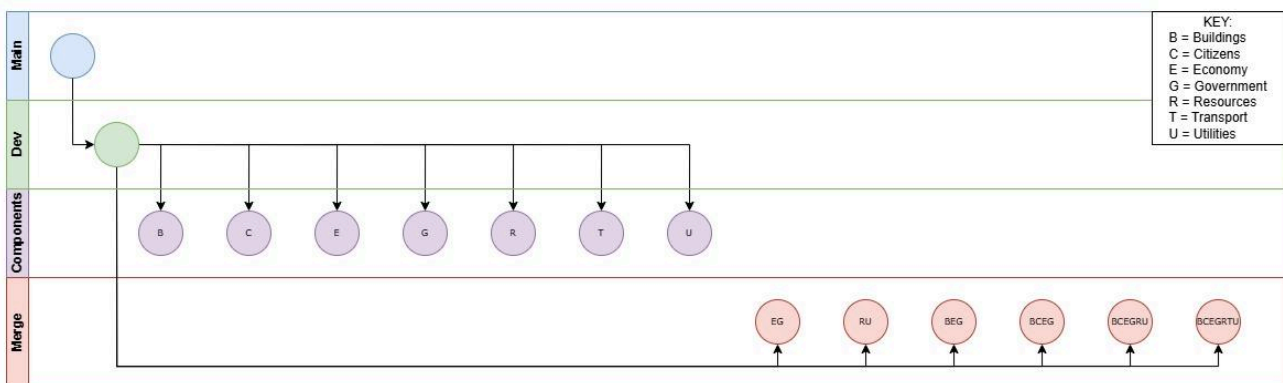 Main
KEY:
B = Buildings
C = Citizens
E = Economy
G = Government
R = Resources
T = Transport
U = Utilities
Dev
Components
B
C
E
G
R
T
U
Merge
EG
RU
BEG
BCEG
BCEGRU
BCEGRTU